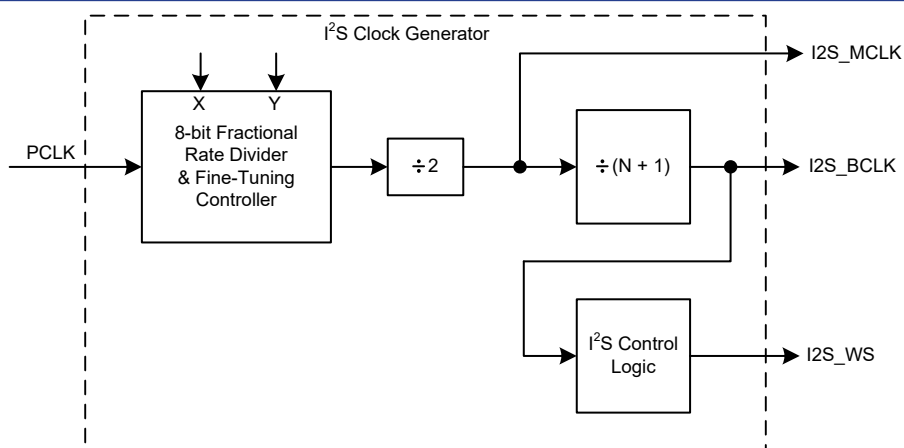 I²S Clock Generator
I2S_MCLK
X Y
8-bit Fractional
Rate Divider
& Fine-Tuning
Controller
PCLK
÷2
÷(N + 1)
I2S_BCLK
I²S Control
Logic
I2S_WS